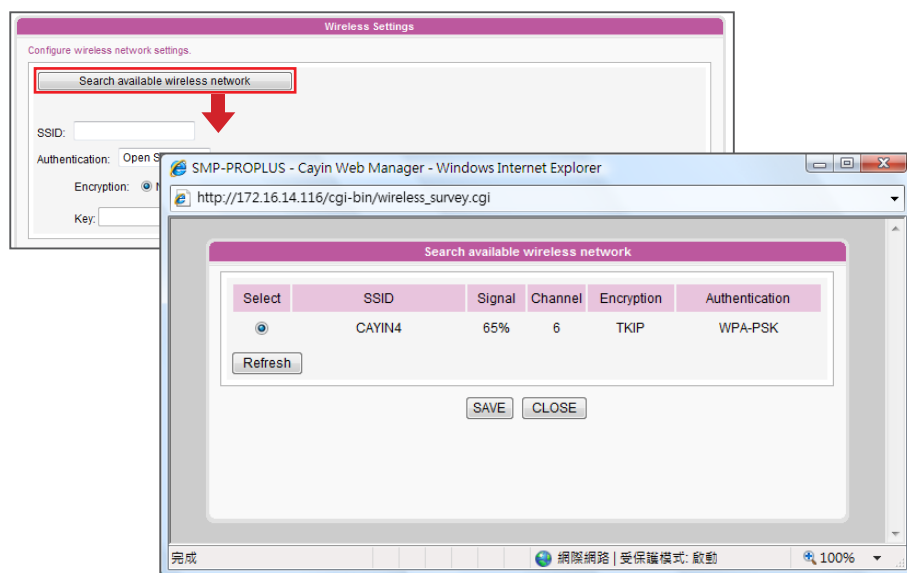 Wireless Settings
Configure wireless network settings.
Search available wireless network
SSID:
Authentication: Open S
Encryption:
Key:
SMP-PROPLUS - Cayin Web Manager - Windows Internet Explorer
http://172.16.14.116/cgi-bin/wireless_survey.cgi
Search available wireless network
Select SSID Signal Channel Encryption Authentication
CAYIN4 65% 6 TKIP WPA-PSK
Refresh
SAVE CLOSE
完成 網際網路 | 受保護模式: 啟動 100%